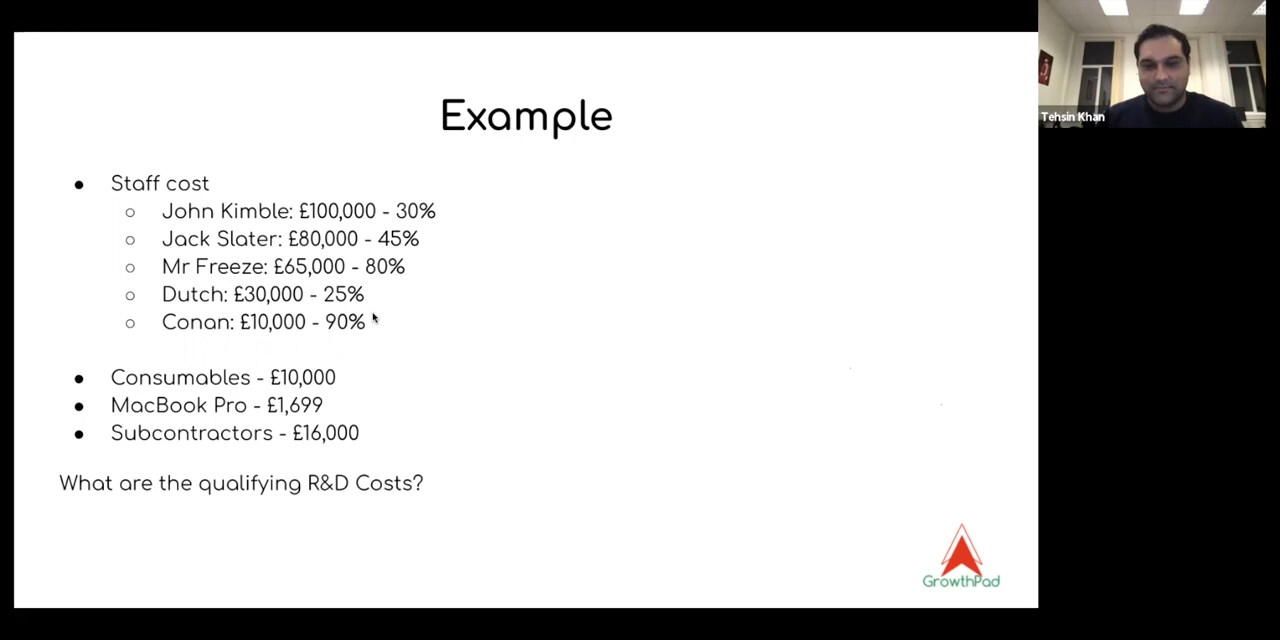 Example
● Staff cost
○ John Kimble: £100,000 - 30%
○ Jack Slater: £80,000 - 45%
○ Mr Freeze: £65,000 - 80%
○ Dutch: £30,000 - 25%
○ Conan: £10,000 - 90%
● Consumables - £10,000
● MacBook Pro - £1,699
● Subcontractors - £16,000
What are the qualifying R&D Costs?
GrowthPad
Tehsin Khan